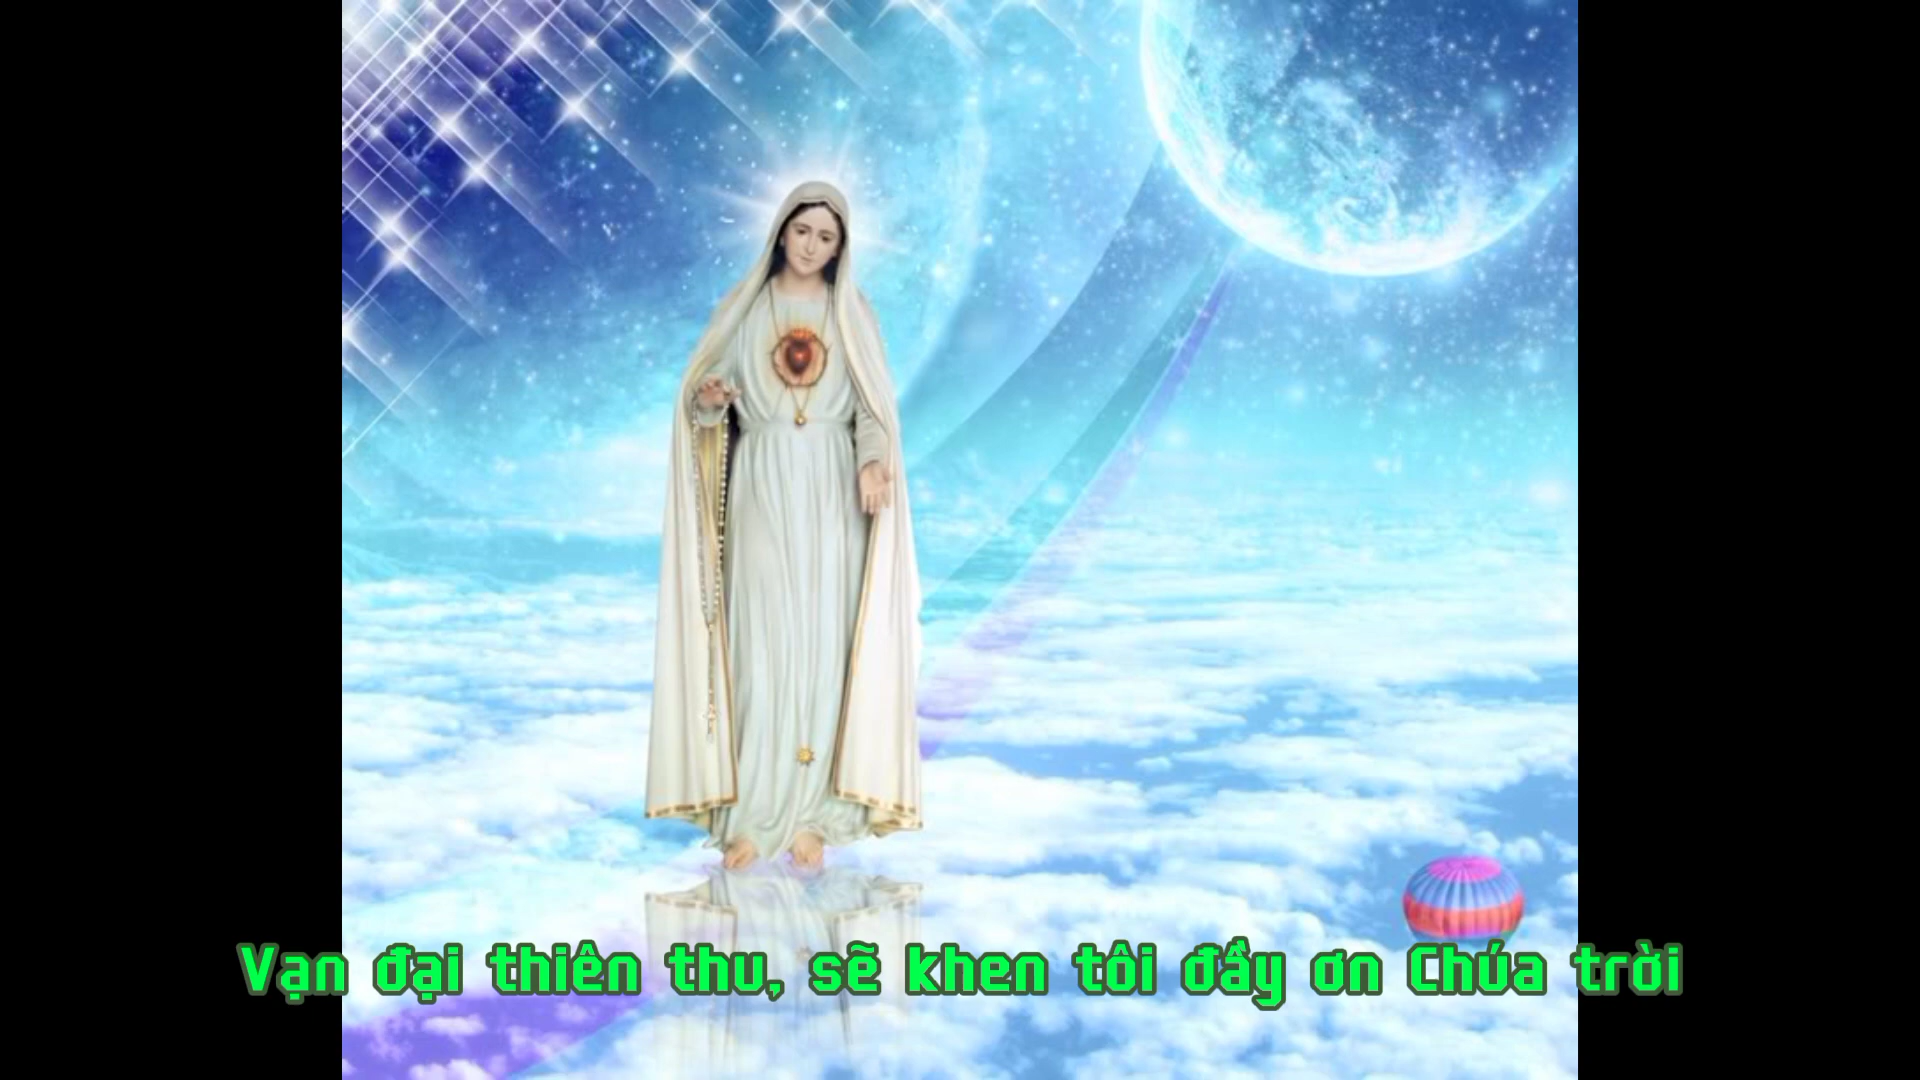 Vạn đại thiên thu, sẽ khen tôi đầy ơn Chúa trời